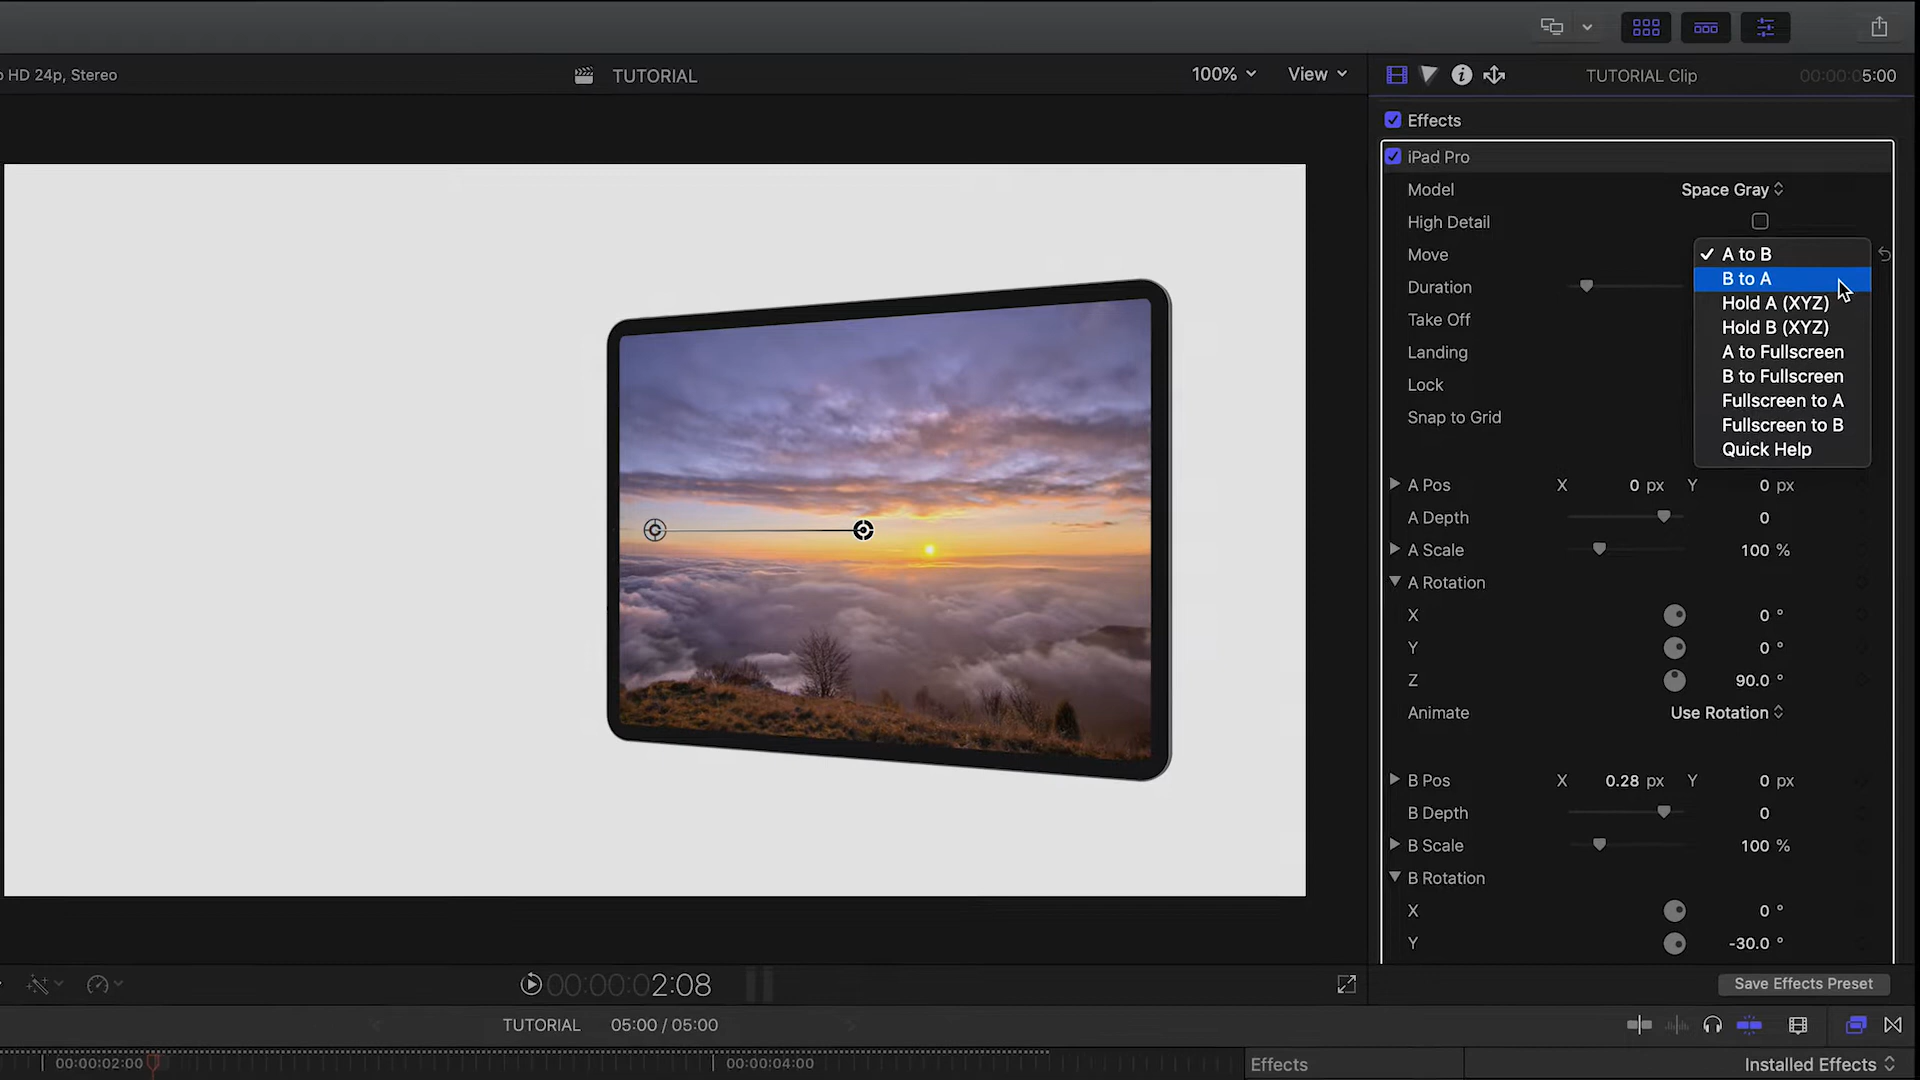 HD 24p, Stereo
TUTORIAL
100%
View
TUTORIAL Clip
00:00:05:00
Effects
iPad Pro
Model
Space Gray
High Detail
Move
A to B
B to A
Hold A (XYZ)
Hold B (XYZ)
A to Fullscreen
B to Fullscreen
Fullscreen to A
Fullscreen to B
Quick Help
Duration
Take Off
Landing
Lock
Snap to Grid
A Pos X 0 px Y 0 px
A Depth 0
A Scale 100 %
A Rotation
X 0 °
Y 0 °
Z 90.0 °
Animate Use Rotation
B Pos X 0.28 px Y 0 px
B Depth 0
B Scale 100 %
B Rotation
X 0 °
Y -30.0 °
00:00:02:08
Save Effects Preset
TUTORIAL 05:00 / 05:00
00:00:02:00
00:00:04:00
Effects
Installed Effects